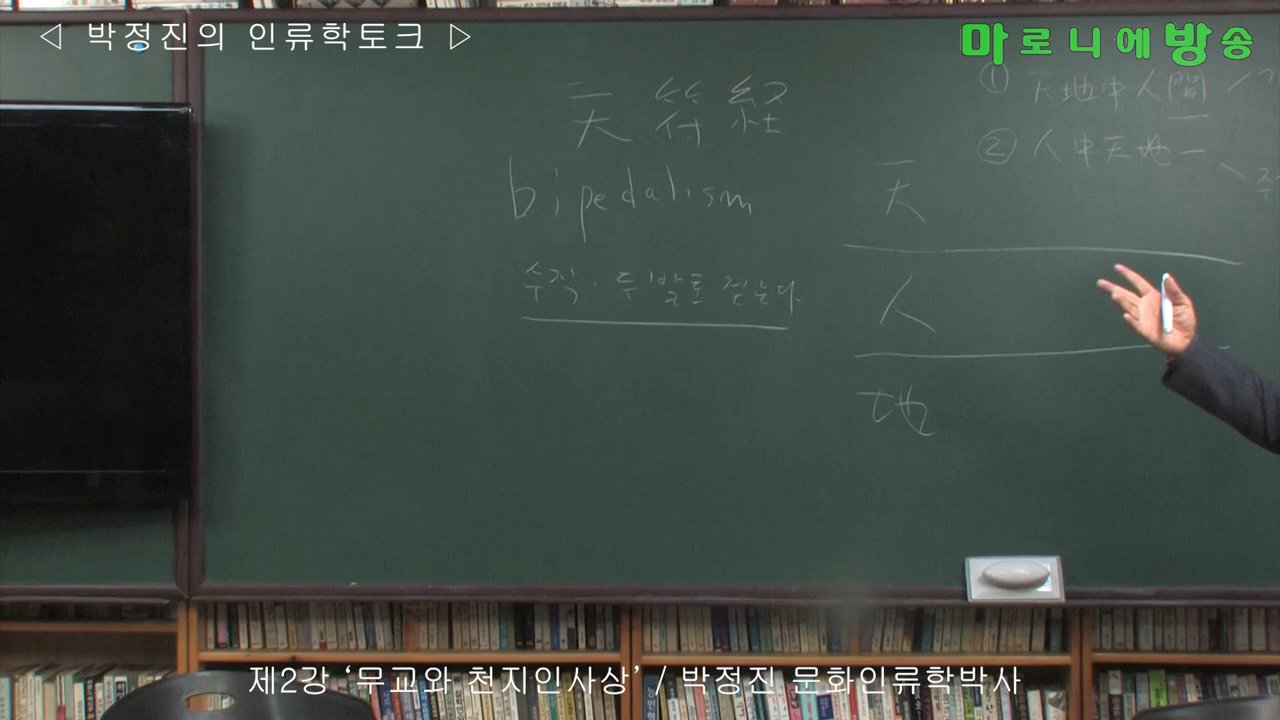 ◁ 박정진의 인류학토크 ▷
마로니에방송
天符經
bipedalism
수직·두 발로 걷는다
① 天地中人間
② 人中天地一
天
人
地
제2강 ‘무교와 천지인사상’ / 박정진 문화인류학박사